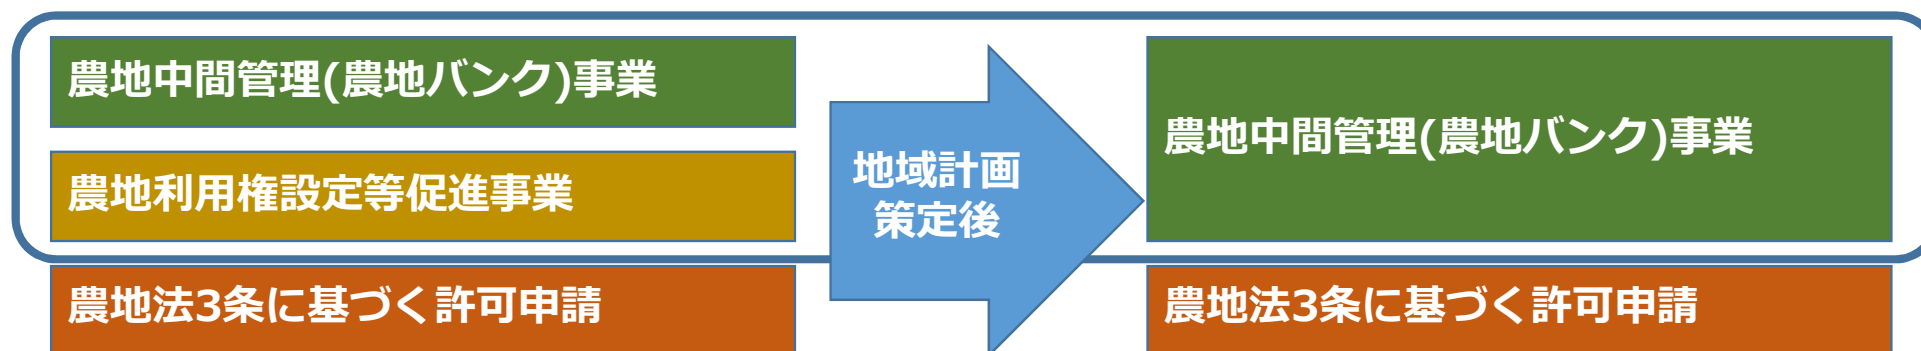 農地中間管理(農地バンク)事業
農地利用権設定等促進事業
農地法3条に基づく許可申請
地域計画
策定後
農地中間管理(農地バンク)事業
農地法3条に基づく許可申請